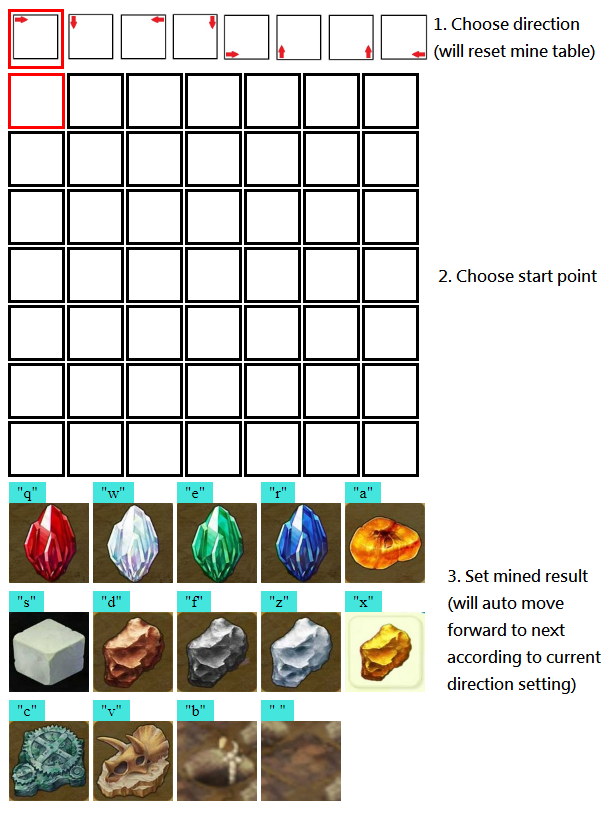 1. Choose direction
(will reset mine table)
2. Choose start point
"q" "w" "e" "r" "a"
"s" "d" "f" "z" "x"
3. Set mined result
(will auto move
forward to next
according to current
direction setting)
"c" "v" "b" " "